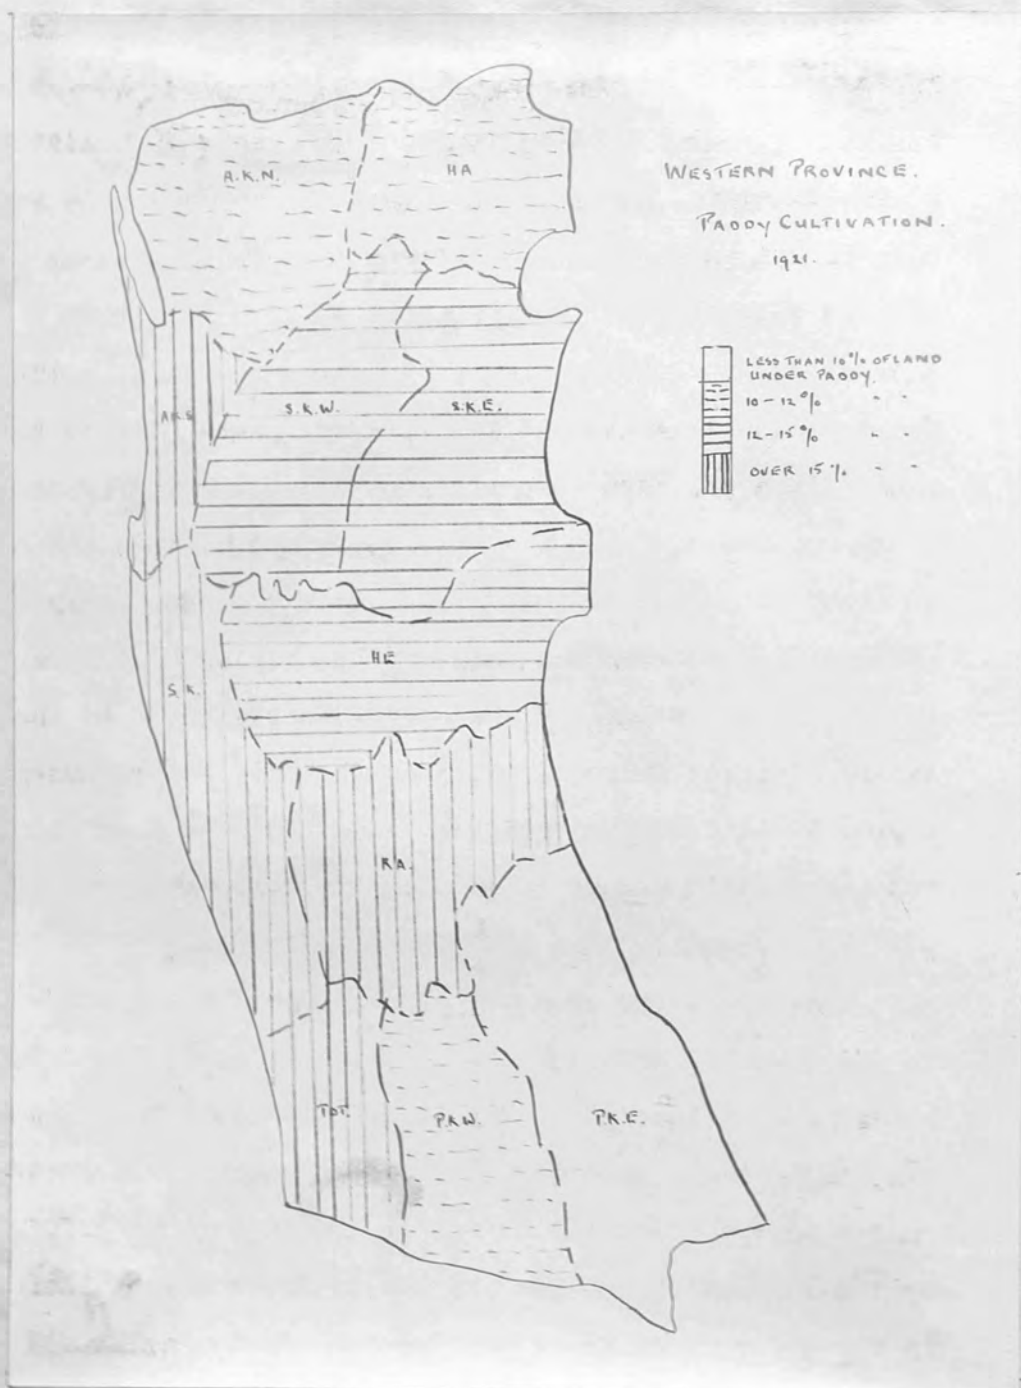 WESTERN PROVINCE.
PADDY CULTIVATION.
1921.
LESS THAN 10% OF LAND
UNDER PADDY.
10 - 12% " "
12 - 15% " "
OVER 15% " "
A.K.N.
HA
A.K.S.
S.K.W.
S.K.E.
HE
S.K.
RA.
TOT.
P.K.W.
P.K.E.